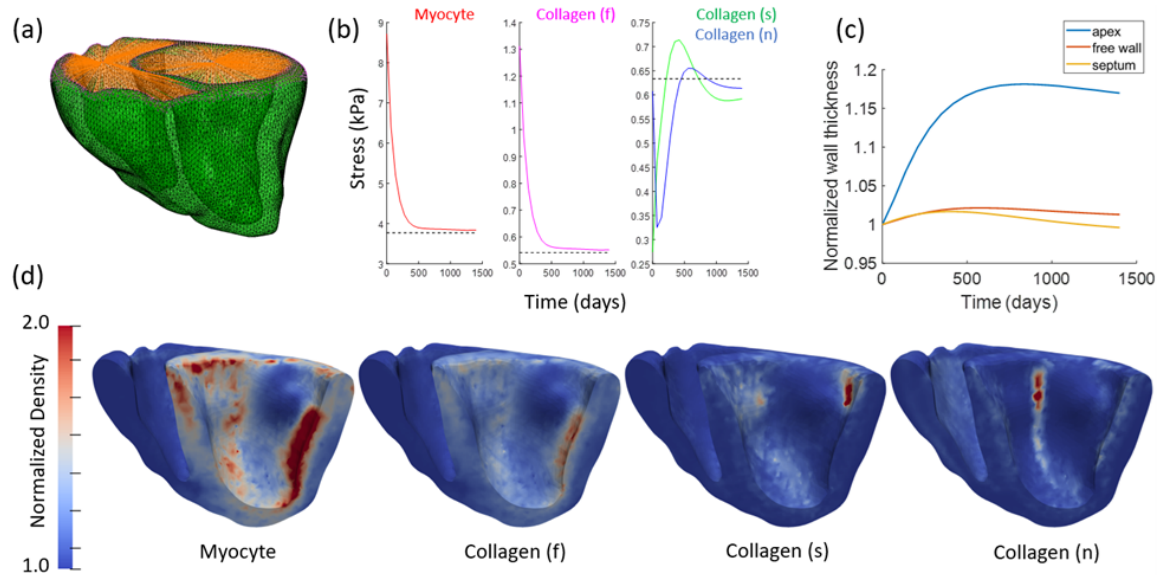 (a)
(b)
Myocyte
Collagen (f)
Collagen (s)
Collagen (n)
Stress (kPa)
9
8
7
6
5
4
3
0 500 1000 1500
1.4
1.3
1.2
1.1
1
0.9
0.8
0.7
0.6
0.5
0 500 1000 1500
0.75
0.7
0.65
0.6
0.55
0.5
0.45
0.4
0.35
0.3
0.25
0 500 1000 1500
Time (days)
(c)
apex
free wall
septum
Normalized wall thickness
1.2
1.15
1.1
1.05
1
0.95
0 500 1000 1500
Time (days)
(d)
2.0
Normalized Density
1.0
Myocyte
Collagen (f)
Collagen (s)
Collagen (n)